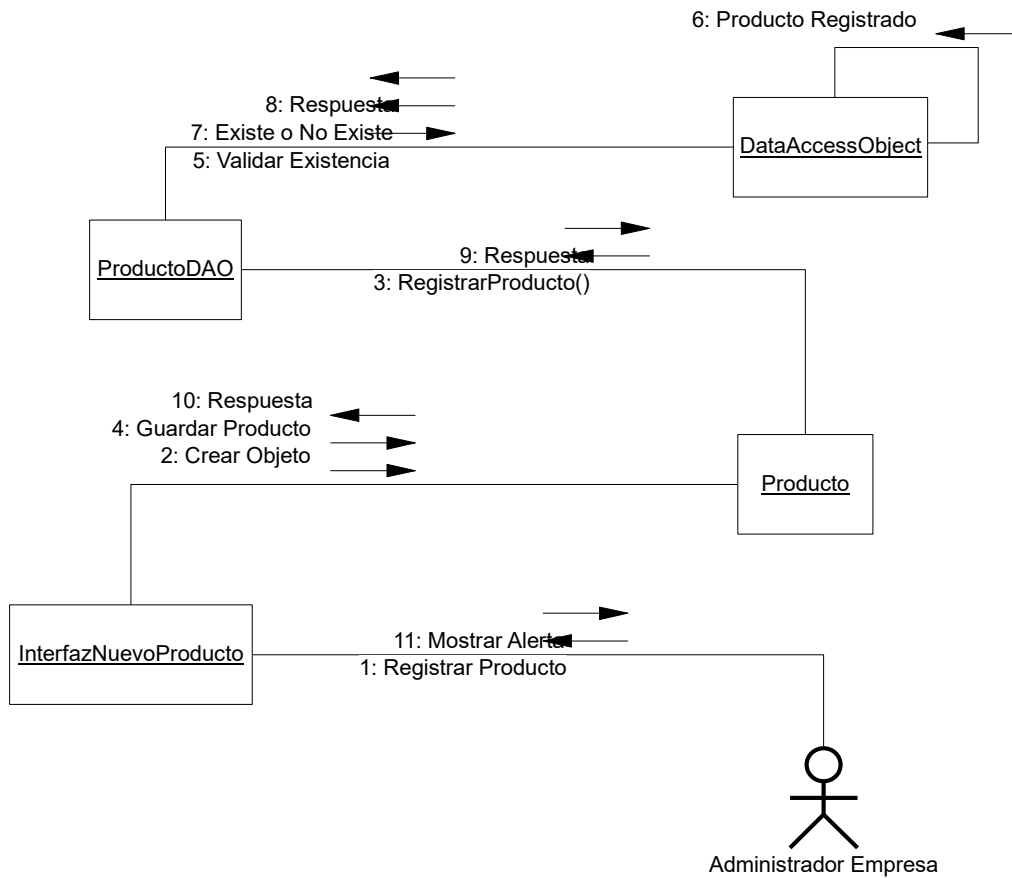 6: Producto Registrado
8: Respuesta
7: Existe o No Existe
5: Validar Existencia
DataAccessObject
ProductoDAO
9: Respuesta
3: RegistrarProducto()
10: Respuesta
4: Guardar Producto
2: Crear Objeto
Producto
InterfazNuevoProducto
11: Mostrar Alerta
1: Registrar Producto
Administrador Empresa